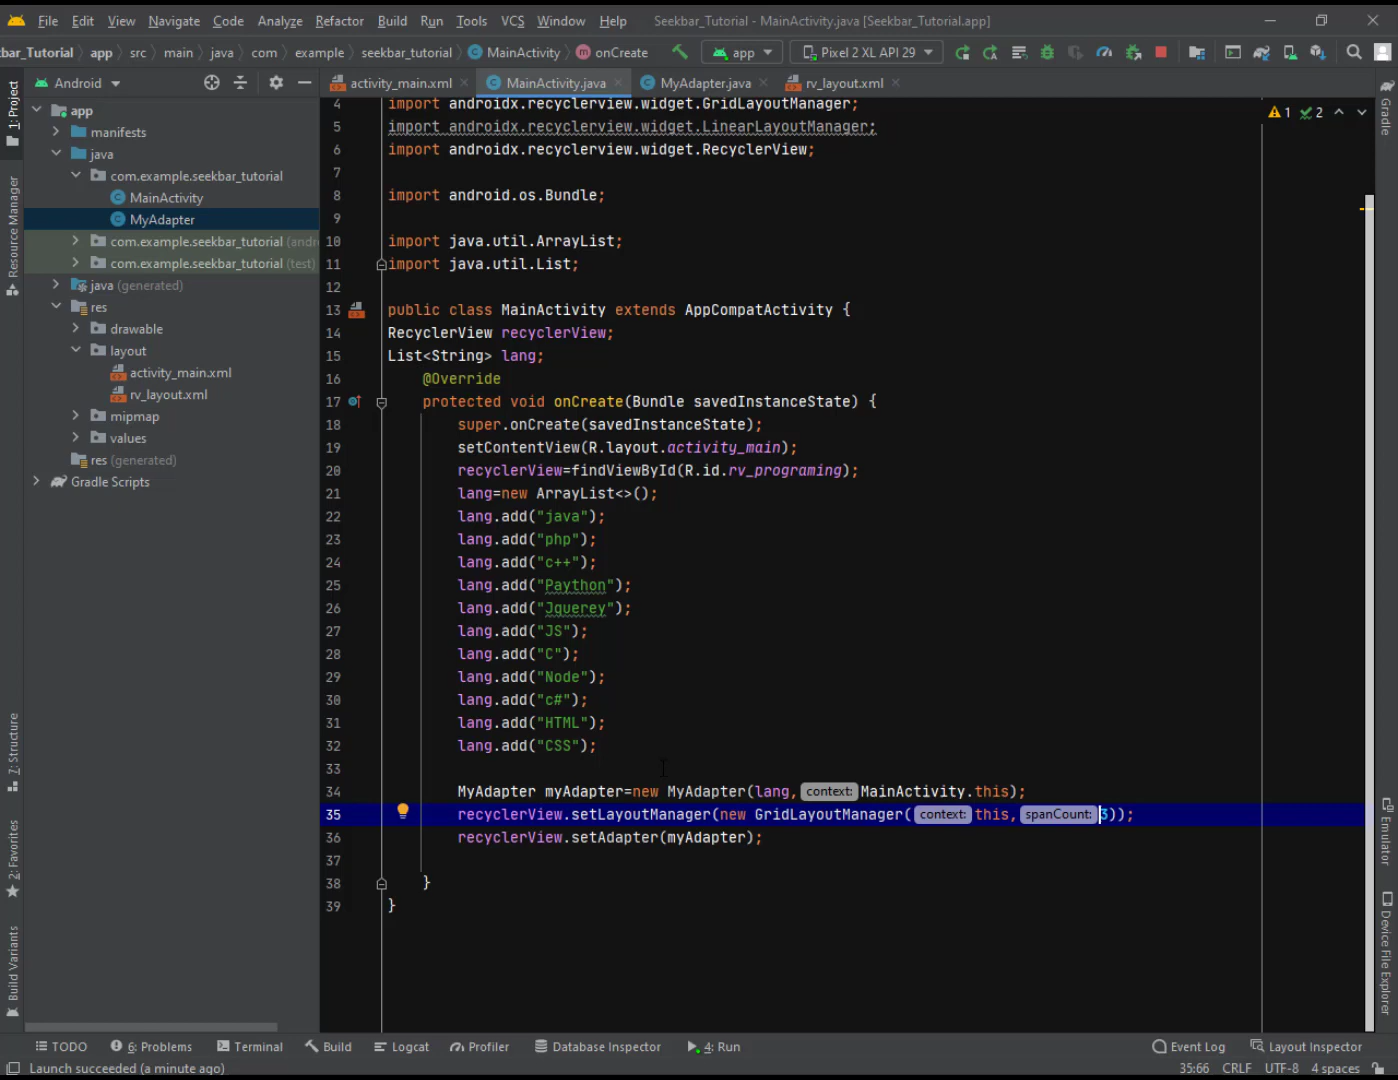 File Edit View Navigate Code Analyze Refactor Build Run Tools VCS Window Help Seekbar_Tutorial - MainActivity.java [Seekbar_Tutorial.app]
bar_Tutorial app src main java com example seekbar_tutorial MainActivity onCreate app Pixel 2 XL API 29
Android activity_main.xml MainActivity.java MyAdapter.java rv_layout.xml
1: Project
Resource Manager
7: Structure
2: Favorites
Build Variants
app
manifests
java
com.example.seekbar_tutorial
MainActivity
MyAdapter
com.example.seekbar_tutorial (andr
com.example.seekbar_tutorial (test)
java (generated)
res
drawable
layout
activity_main.xml
rv_layout.xml
mipmap
values
res (generated)
Gradle Scripts
1 2
4 import androidx.recyclerview.widget.GridLayoutManager;
5 import androidx.recyclerview.widget.LinearLayoutManager;
6 import androidx.recyclerview.widget.RecyclerView;
7
8 import android.os.Bundle;
9
10 import java.util.ArrayList;
11 import java.util.List;
12
13 public class MainActivity extends AppCompatActivity {
14 RecyclerView recyclerView;
15 List<String> lang;
16 @Override
17 protected void onCreate(Bundle savedInstanceState) {
18 super.onCreate(savedInstanceState);
19 setContentView(R.layout.activity_main);
20 recyclerView=findViewById(R.id.rv_programing);
21 lang=new ArrayList<>();
22 lang.add("java");
23 lang.add("php");
24 lang.add("c++");
25 lang.add("Paython");
26 lang.add("Jquerey");
27 lang.add("JS");
28 lang.add("C");
29 lang.add("Node");
30 lang.add("c#");
31 lang.add("HTML");
32 lang.add("CSS");
33
34 MyAdapter myAdapter=new MyAdapter(lang, context: MainActivity.this);
35 recyclerView.setLayoutManager(new GridLayoutManager( context: this, spanCount: 3));
36 recyclerView.setAdapter(myAdapter);
37
38 }
39 }
Gradle
Emulator
Device File Explorer
TODO 6: Problems Terminal Build Logcat Profiler Database Inspector 4: Run Event Log Layout Inspector
Launch succeeded (a minute ago) 35:66 CRLF UTF-8 4 spaces